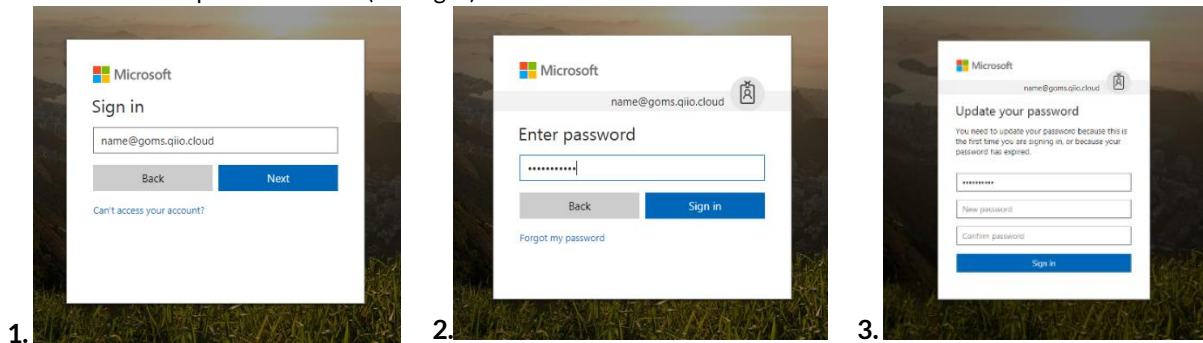 Microsoft
Sign in
name@goms.qiio.cloud
Back Next
Can't access your account?
1.
Microsoft
name@goms.qiio.cloud
Enter password
•••••••••••
Back Sign in
Forgot my password
2.
Microsoft
name@goms.qiio.cloud
Update your password
You need to update your password because this is
the first time you are signing in, or because your
password has expired.
••••••••••
New password
Confirm password
Sign in
3.